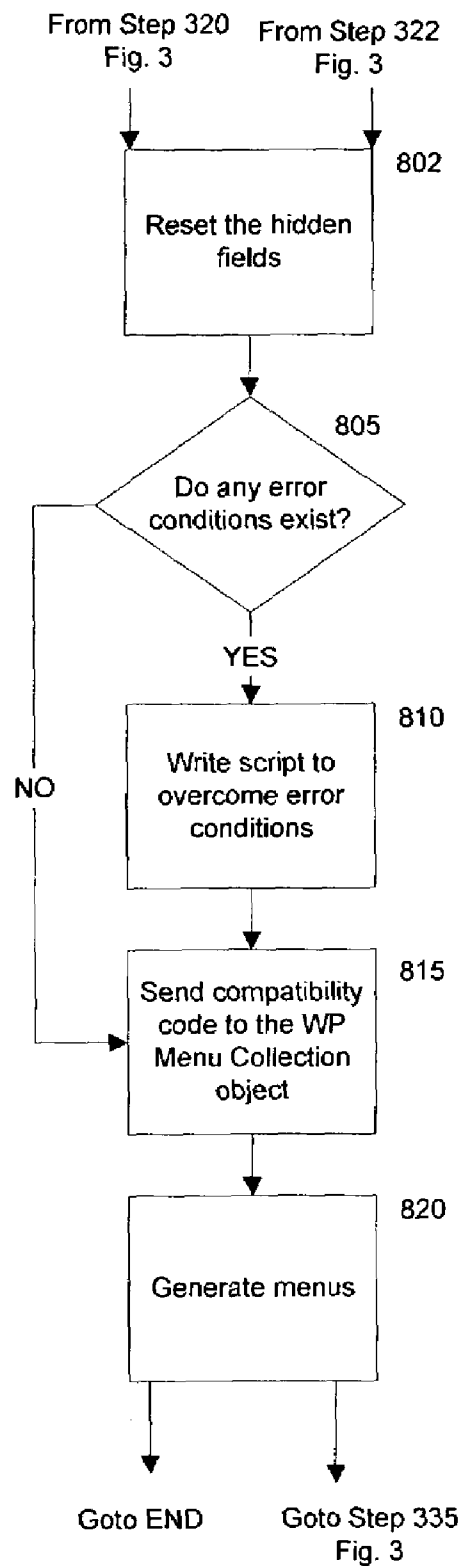 From Step 320
Fig. 3
From Step 322
Fig. 3
802
Reset the hidden
fields
805
Do any error
conditions exist?
YES
NO
810
Write script to
overcome error
conditions
815
Send compatibility
code to the WP
Menu Collection
object
820
Generate menus
Goto END
Goto Step 335
Fig. 3